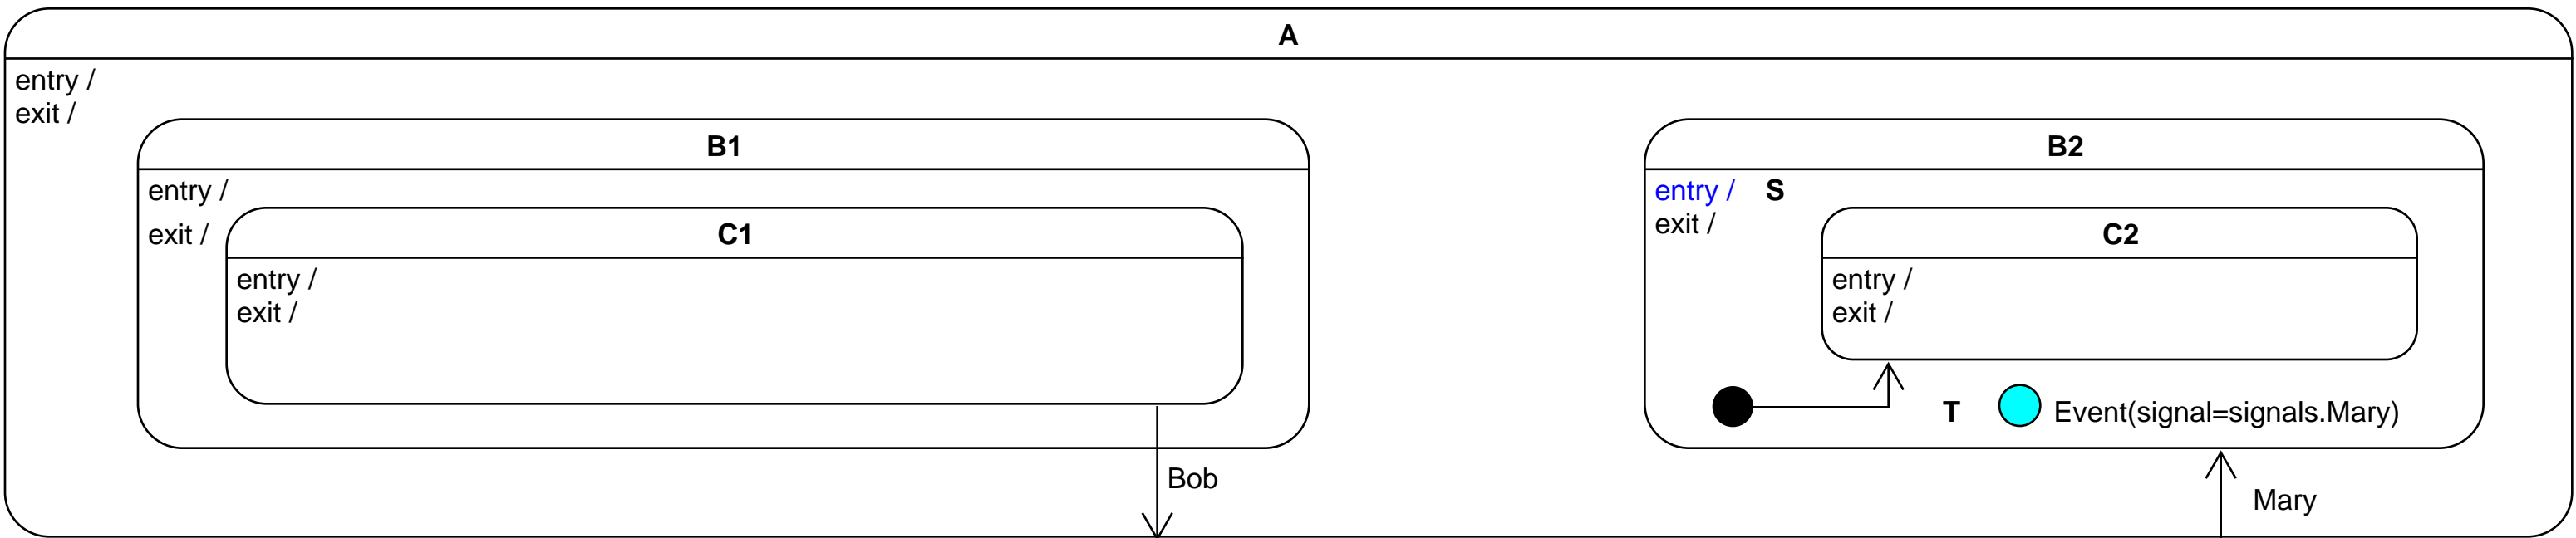 A
entry /
exit /
B1
entry /
exit /
C1
entry /
exit /
Bob
B2
entry / S
exit /
C2
entry /
exit /
T Event(signal=signals.Mary)
Mary